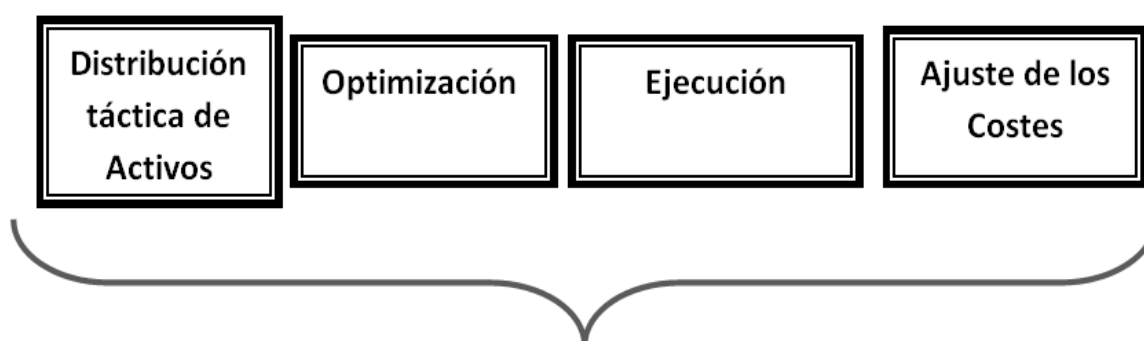 Distribución
táctica de
Activos
Optimización
Ejecución
Ajuste de los
Costes